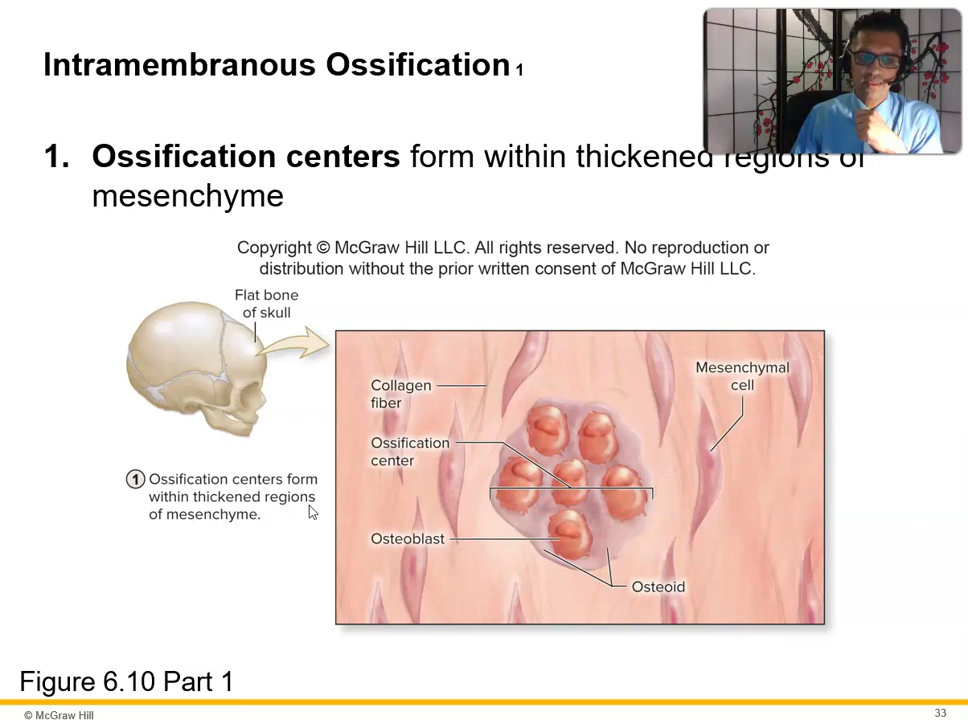 Intramembranous Ossification 1
1. Ossification centers form within thickened regions of
mesenchyme
Copyright © McGraw Hill LLC. All rights reserved. No reproduction or
distribution without the prior written consent of McGraw Hill LLC.
Flat bone
of skull
Collagen
fiber
Mesenchymal
cell
Ossification
center
1 Ossification centers form
within thickened regions
of mesenchyme.
Osteoblast
Osteoid
Figure 6.10 Part 1
© McGraw Hill
33